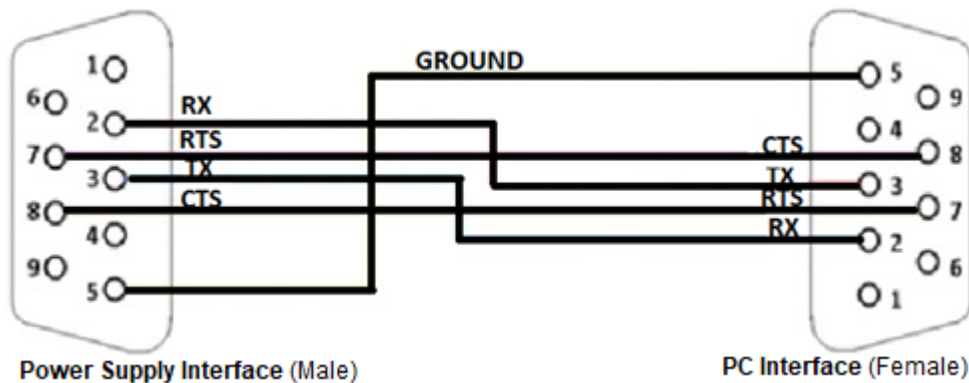 GROUND
1
6
2
RX
7
RTS
3
TX
8
CTS
4
9
5
5
9
4
CTS
8
TX
3
RTS
7
RX
2
6
1
Power Supply Interface (Male)
PC Interface (Female)